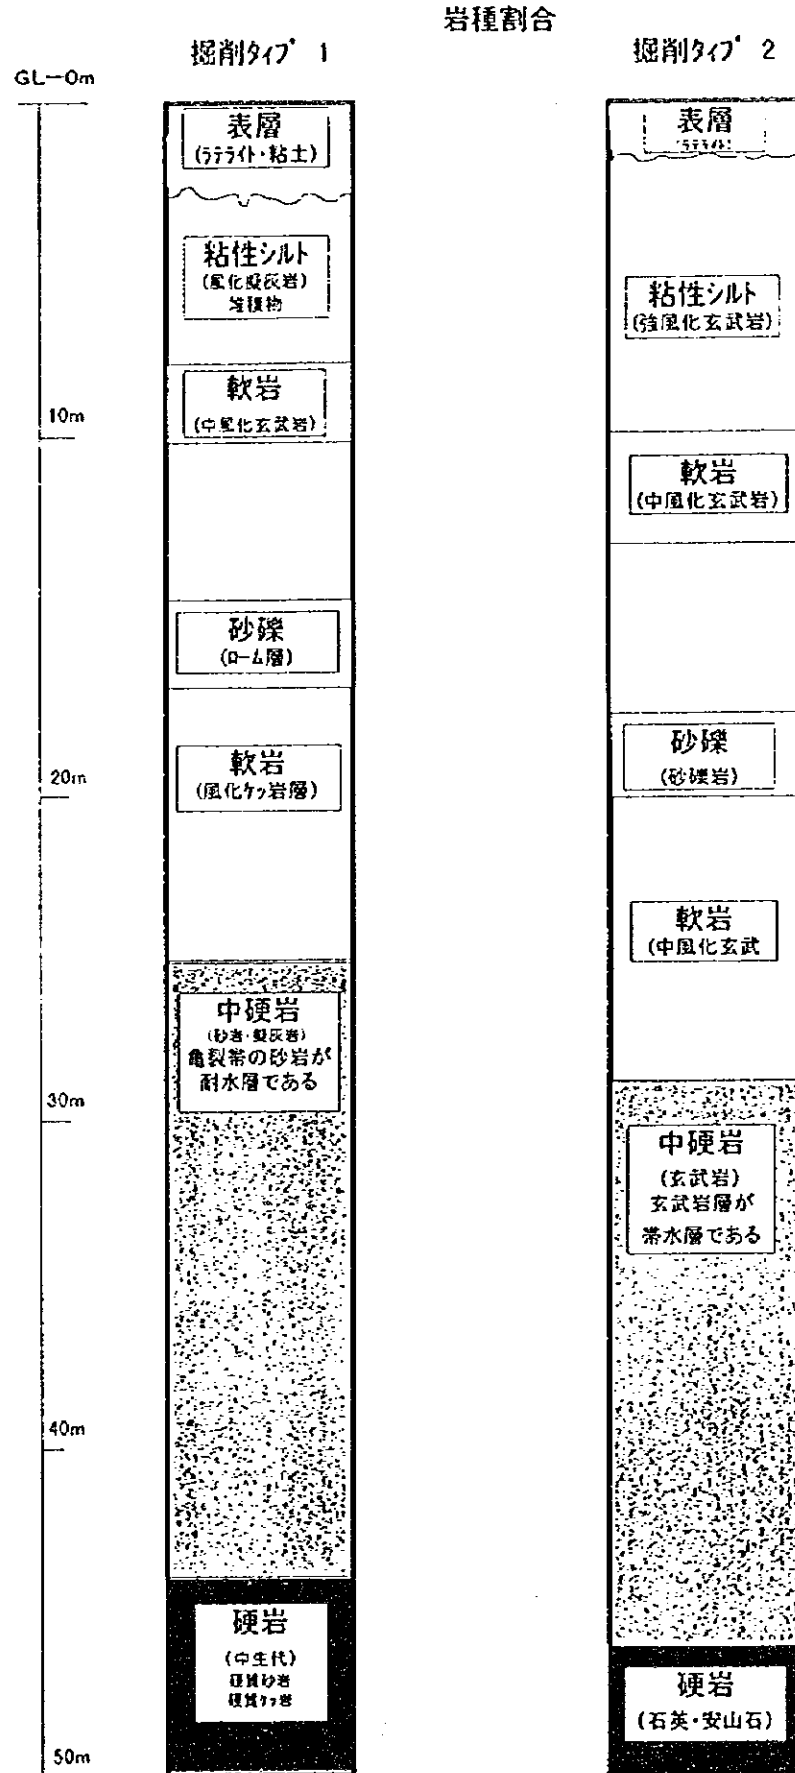 岩種割合
掘削タイプ 1
掘削タイプ 2
GL-0m
10m
20m
30m
40m
50m
表層
(ラテライト・粘土)
粘性シルト
(風化凝灰岩)
堆積物
軟岩
(中風化玄武岩)
砂礫
(ローム層)
軟岩
(風化ケツ岩層)
中硬岩
(砂岩・凝灰岩)
亀裂帯の砂岩が
耐水層である
硬岩
(中生代)
硬質砂岩
硬質ケツ岩
表層
(ラテライト)
粘性シルト
(強風化玄武岩)
軟岩
(中風化玄武岩)
砂礫
(砂礫岩)
軟岩
(中風化玄武
中硬岩
(玄武岩)
玄武岩層が
帯水層である
硬岩
(石英・安山石)